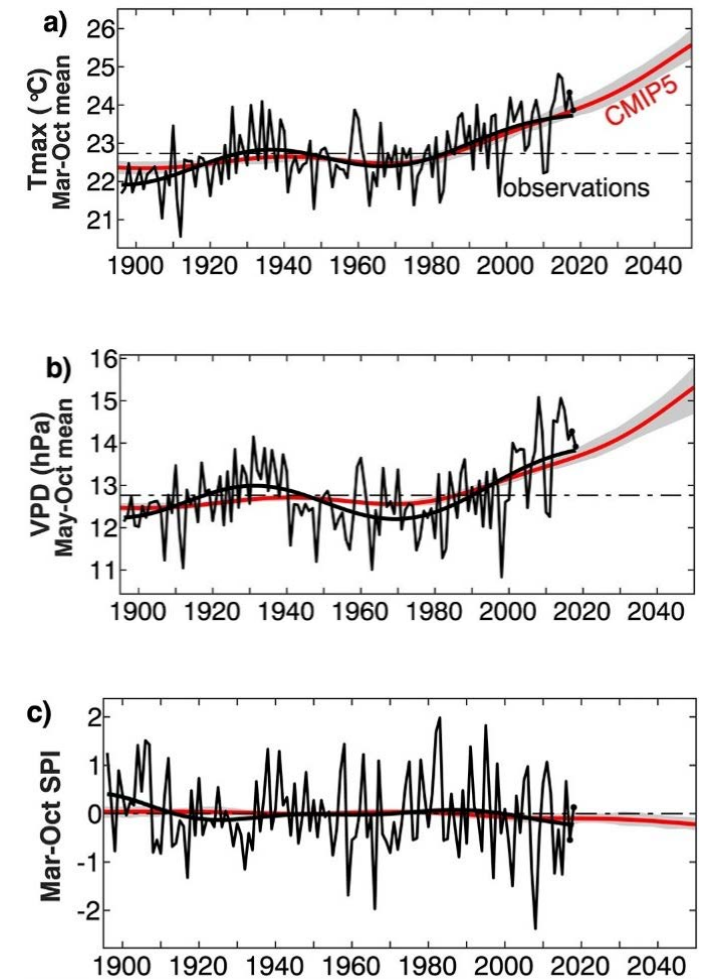 a)
Tmax (°C)
Mar-Oct mean
26
25
24
23
22
21
CMIP5
observations
1900 1920 1940 1960 1980 2000 2020 2040
b)
VPD (hPa)
May-Oct mean
16
15
14
13
12
11
1900 1920 1940 1960 1980 2000 2020 2040
c)
Mar-Oct SPI
2
1
0
-1
-2
1900 1920 1940 1960 1980 2000 2020 2040